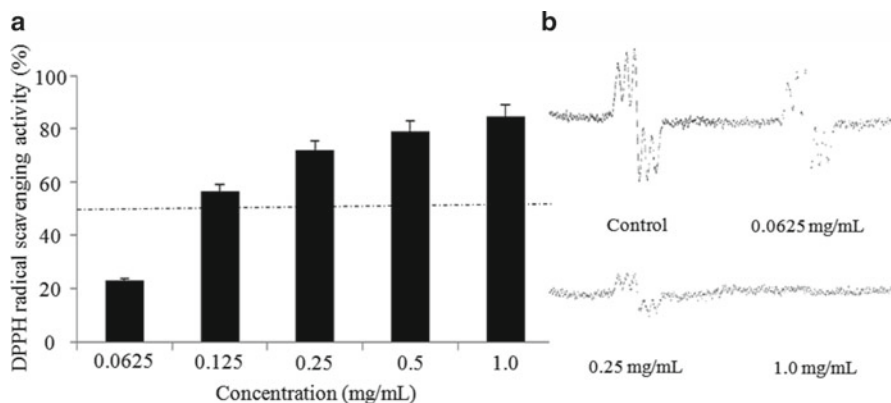 a
DPPH radical scavenging activity (%)
100
80
60
40
20
0
0.0625 0.125 0.25 0.5 1.0
Concentration (mg/mL)
b
Control 0.0625 mg/mL
0.25 mg/mL 1.0 mg/mL